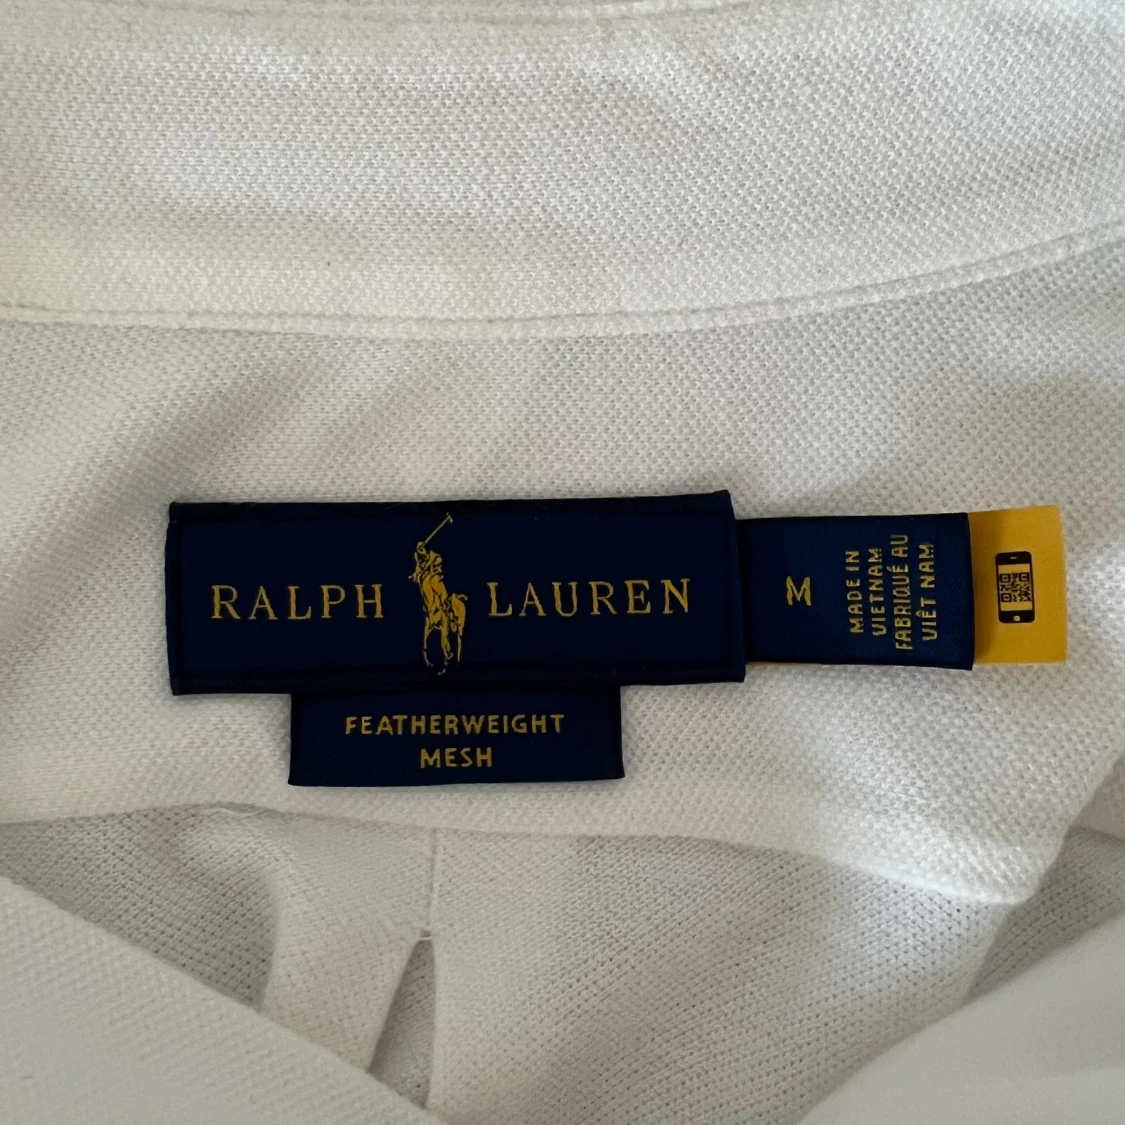 RALPH LAUREN
FEATHERWEIGHT
MESH
M
MADE IN
VIETNAM
FABRIQUÉ AU
VIÊT NAM